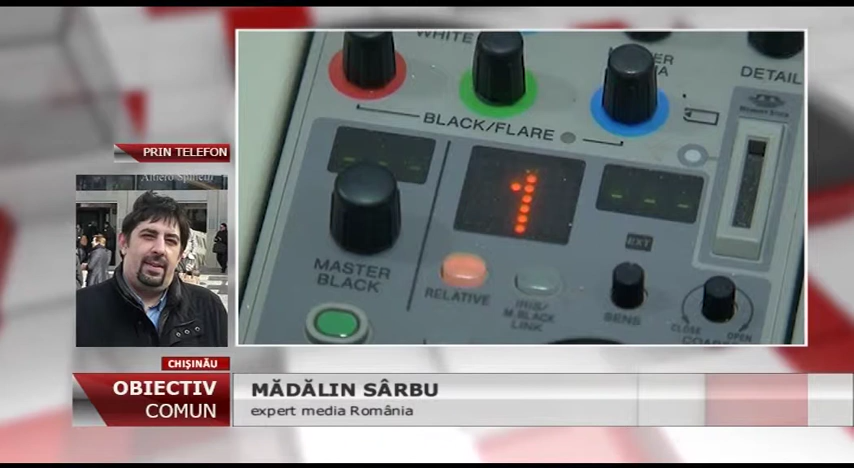 WHITE
DETAIL
BLACK/FLARE
PRIN TELEFON
EXT
MASTER
BLACK
RELATIVE
IRIS/
M.BLACK
LINK
SENS
CLOSE
OPEN
CHIȘINĂU
OBIECTIV
COMUN
MĂDĂLIN SÂRBU
expert media România